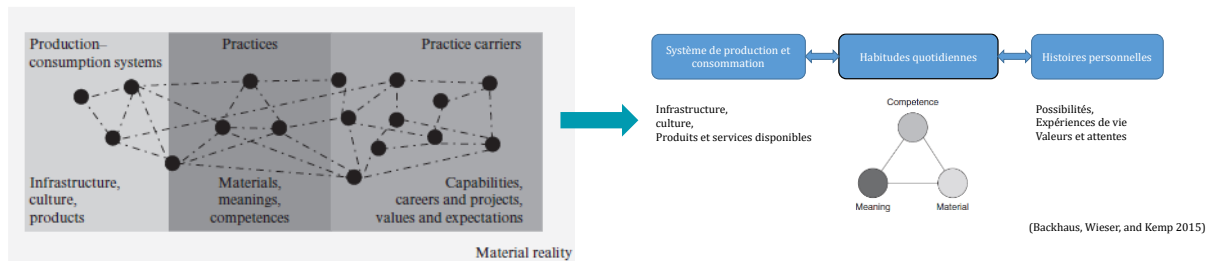 Production–
consumption systems
Practices
Practice carriers
Infrastructure,
culture,
products
Materials,
meanings,
competences
Capabilities,
careers and projects,
values and expectations
Material reality
Système de production et
consommation
Habitudes quotidiennes
Histoires personnelles
Infrastructure,
culture,
Produits et services disponibles
Competence
Meaning
Material
Possibilités,
Expériences de vie
Valeurs et attentes
(Backhaus, Wieser, and Kemp 2015)